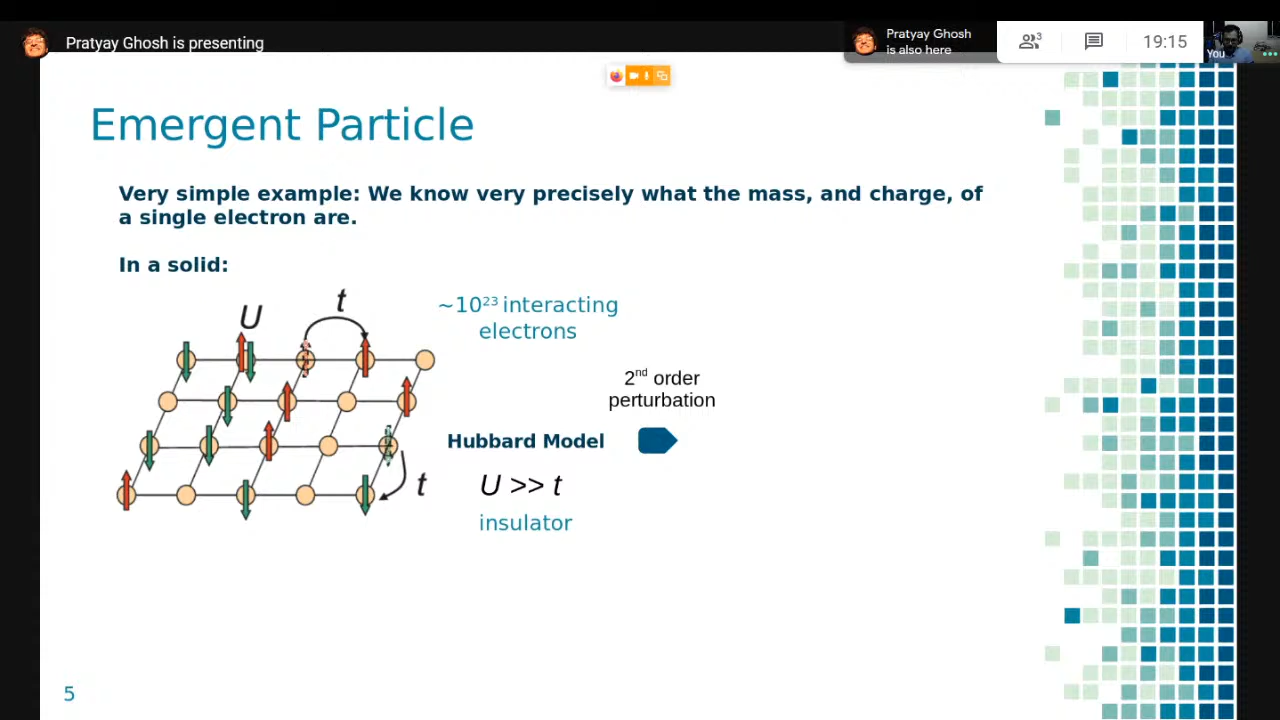 Pratyay Ghosh is presenting
Pratyay Ghosh
is also here
3
19:15
You
Emergent Particle
Very simple example: We know very precisely what the mass, and charge, of
a single electron are.
In a solid:
U
t
~10²³ interacting
electrons
2nd order
perturbation
Hubbard Model
t
U >> t
insulator
5